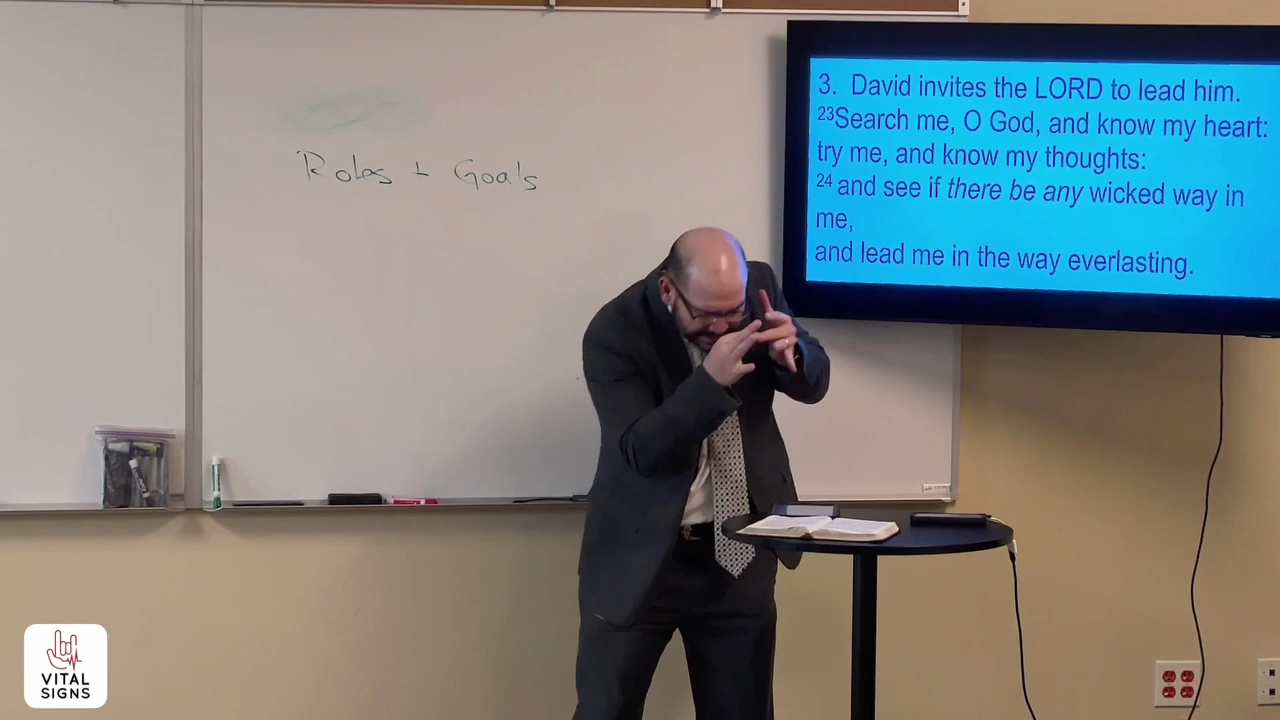 Roles + Goals
3. David invites the LORD to lead him.
23Search me, O God, and know my heart:
try me, and know my thoughts:
24 and see if there be any wicked way in
me,
and lead me in the way everlasting.
VITAL
SIGNS